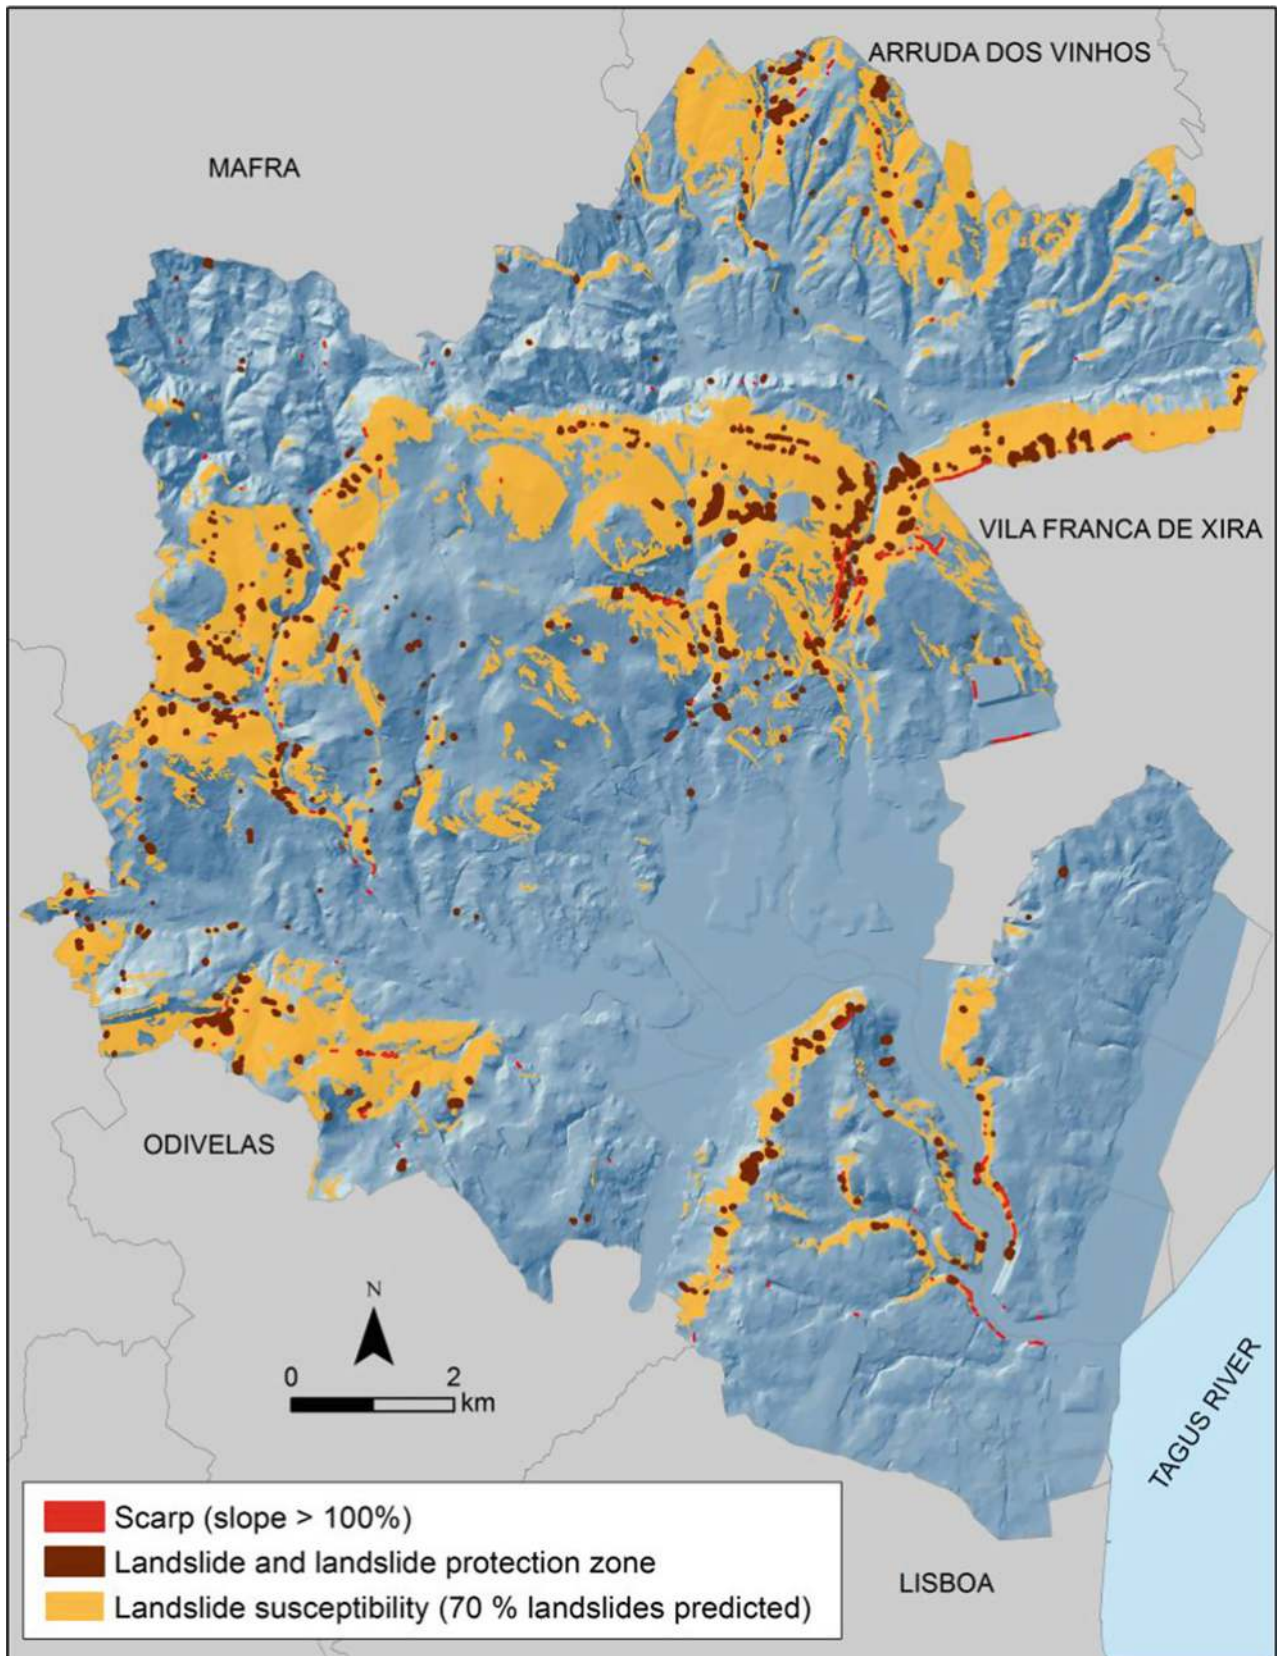 ARRUDA DOS VINHOS
MAFRA
VILA FRANCA DE XIRA
ODIVELAS
N
0 2
km
TAGUS RIVER
Scarp (slope > 100%)
Landslide and landslide protection zone
Landslide susceptibility (70 % landslides predicted)
LISBOA